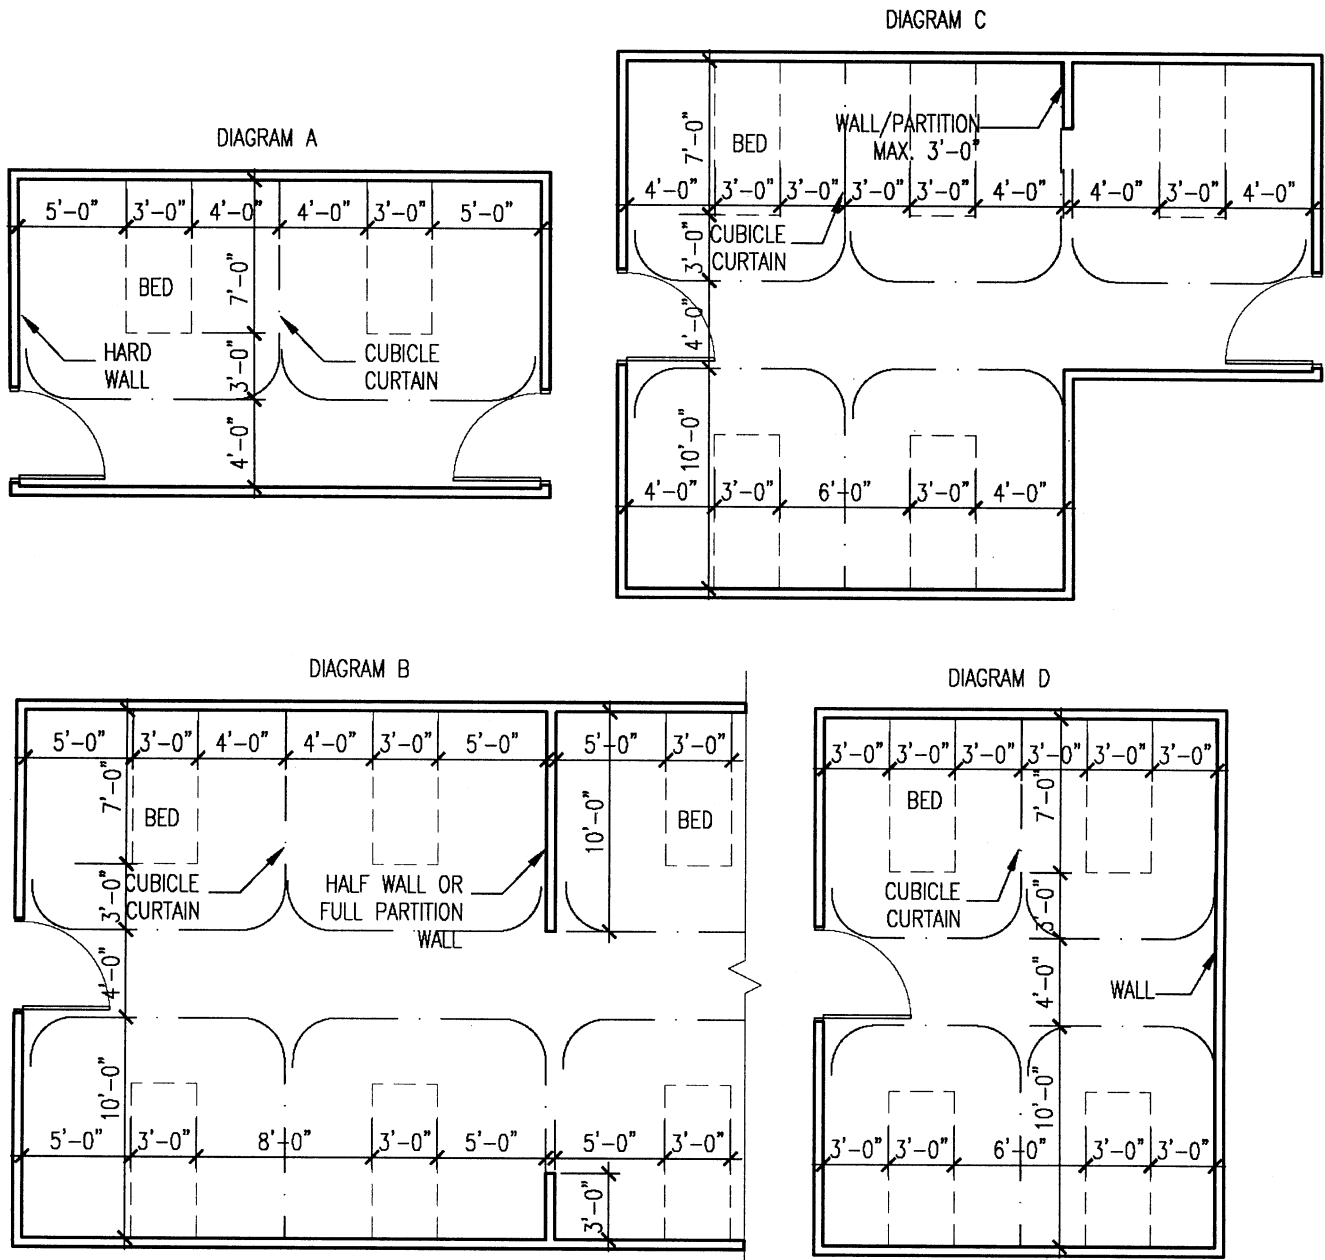 DIAGRAM A
5'-0" 3'-0" 4'-0" 4'-0" 3'-0" 5'-0"
7'-0"
BED
HARD
WALL
CUBICLE
CURTAIN
3'-0"
4'-0"
DIAGRAM C
7'-0"
BED
WALL/PARTITION
MAX. 3'-0"
4'-0" 3'-0" 3'-0" 3'-0" 3'-0" 4'-0" 4'-0" 4'-0"
CUBICLE
CURTAIN
3'-0"
4'-0"
10'-0"
4'-0" 3'-0" 6'-0" 3'-0" 4'-0"
DIAGRAM B
5'-0" 3'-0" 4'-0" 4'-0" 3'-0" 5'-0" 5'-0" 3'-0"
7'-0"
BED
10'-0"
BED
CUBICLE
CURTAIN
HALF WALL OR
FULL PARTITION
WALL
3'-0"
4'-0"
10'-0"
5'-0" 3'-0" 8'-0" 3'-0" 5'-0" 5'-0" 3'-0"
3'-0"
DIAGRAM D
3'-0" 3'-0" 3'-0" 3'-0" 3'-0" 3'-0"
BED
7'-0"
CUBICLE
CURTAIN
3'-0"
4'-0"
WALL
10'-0"
3'-0" 3'-0" 6'-0" 3'-0" 3'-0"